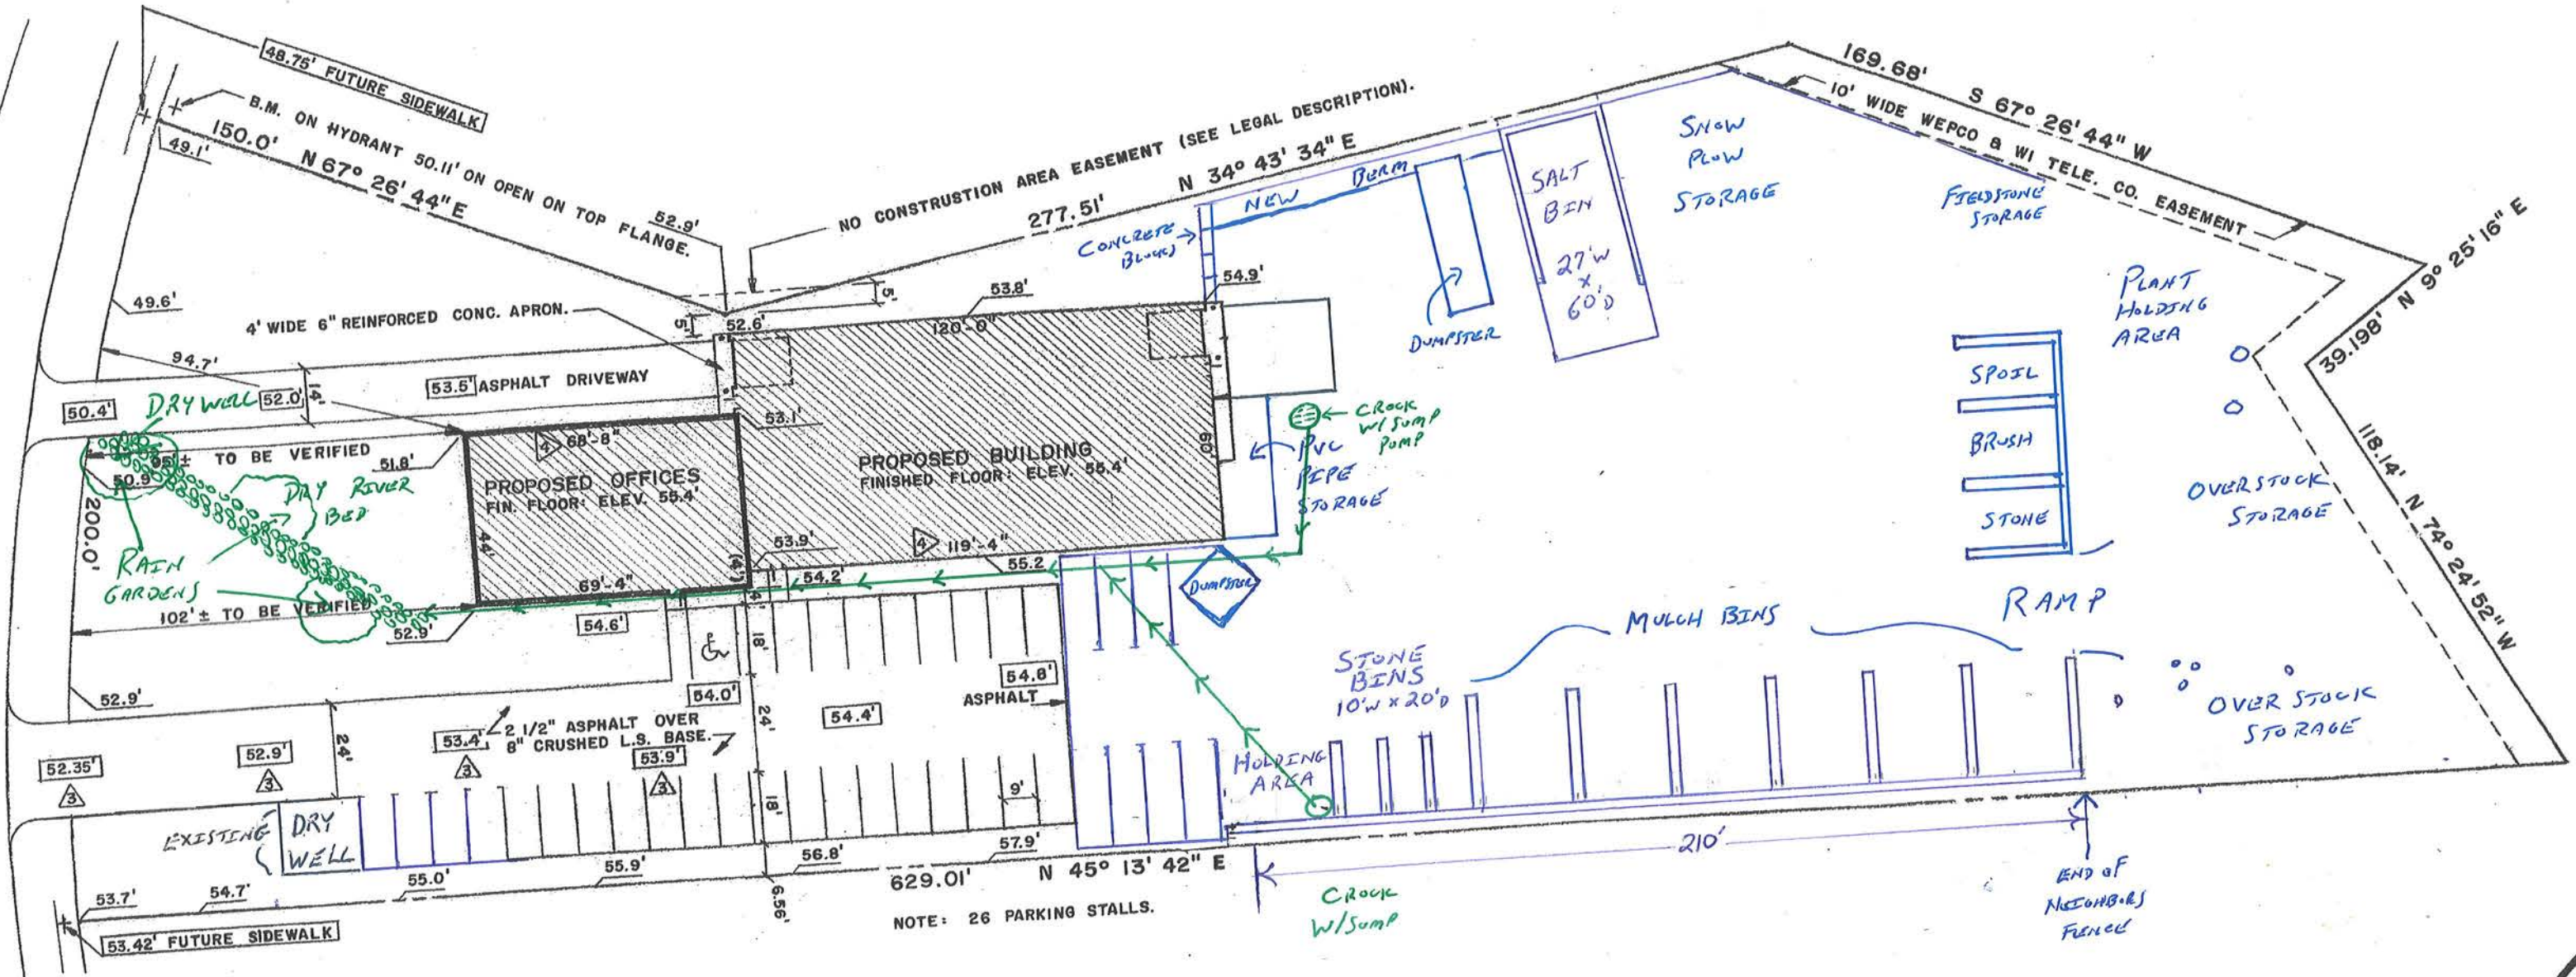 48.75' FUTURE SIDEWALK
B.M. ON HYDRANT 50.11' ON OPEN ON TOP FLANGE.
49.1'
150.0' N 67° 26' 44" E
52.9'
NO CONSTRUSTION AREA EASEMENT (SEE LEGAL DESCRIPTION).
277.51'
N 34° 43' 34" E
169.68' S 67° 26' 44" W
10' WIDE WEPCO & WI TELE. CO. EASEMENT
39.198' N 9° 25' 16" E
118.14' N 74° 24' 52" W
SNOW
PLOW
STORAGE
SALT
BIN
27'W
X
60'D
NEW BERM
CONCRETE
BLOCKS
DUMPSTER
FIELDSTONE
STORAGE
PLANT
HOLDING
AREA
49.6'
4' WIDE 6" REINFORCED CONC. APRON.
5'
5'
52.6'
53.8'
120'-0"
54.9'
94.7'
14'
53.5' ASPHALT DRIVEWAY
50.4'
DRY WELL
52.0'
53.1'
CROCK
W/ SUMP
PUMP
PVC
PIPE
STORAGE
60'
SPOIL
BRUSH
STONE
OVERSTOCK
STORAGE
95'± TO BE VERIFIED
51.8'
50.9'
4 68'-8"
PROPOSED OFFICES
FIN. FLOOR: ELEV. 55.4'
PROPOSED BUILDING
FINISHED FLOOR: ELEV. 55.4'
DRY RIVER
BED
200.0'
44'
RAIN
GARDENS
102'± TO BE VERIFIED
52.9'
69'-4"
54.6'
53.9'
4 119'-4"
54.2'
55.2
DUMPSTER
RAMP
MULCH BINS
STONE
BINS
10'W X 20'D
HOLDING
AREA
OVER STOCK
STORAGE
4'
18'
54.0'
54.8'
ASPHALT
54.4'
24'
52.9'
2 1/2" ASPHALT OVER
8" CRUSHED L.S. BASE.
24'
52.35'
3
52.9'
3
53.4'
3
53.9'
3
18'
9'
EXISTING
DRY
WELL
53.7'
54.7'
55.0'
55.9'
56.8'
57.9'
629.01' N 45° 13' 42" E
6.56'
NOTE: 26 PARKING STALLS.
53.42' FUTURE SIDEWALK
210'
CROCK
W/SUMP
END OF
NEIGHBORS
FENCE